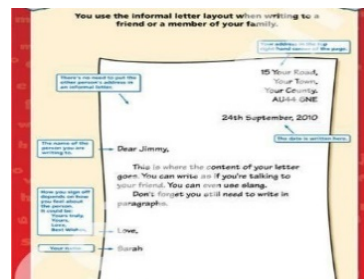 You use the informal letter layout when writing to a
friend or a member of your family.
Your address in the top
right-hand corner of the page.
There's no need to put the
other person's address in
an informal letter.
15 Your Road,
Your Town,
Your County.
AU44 GNE
24th September, 2010
The date is written here.
The name of the
person you are
writing to.
Dear Jimmy,
This is where the content of your letter
goes. You can write as if you're talking to
your friend. You can even use slang.
Don't forget you still need to write in
paragraphs.
How you sign off
depends on how
you feel about
the person.
It could be:
Yours truly,
Yours,
Love,
Best Wishes,
Love,
Your name.
Sarah